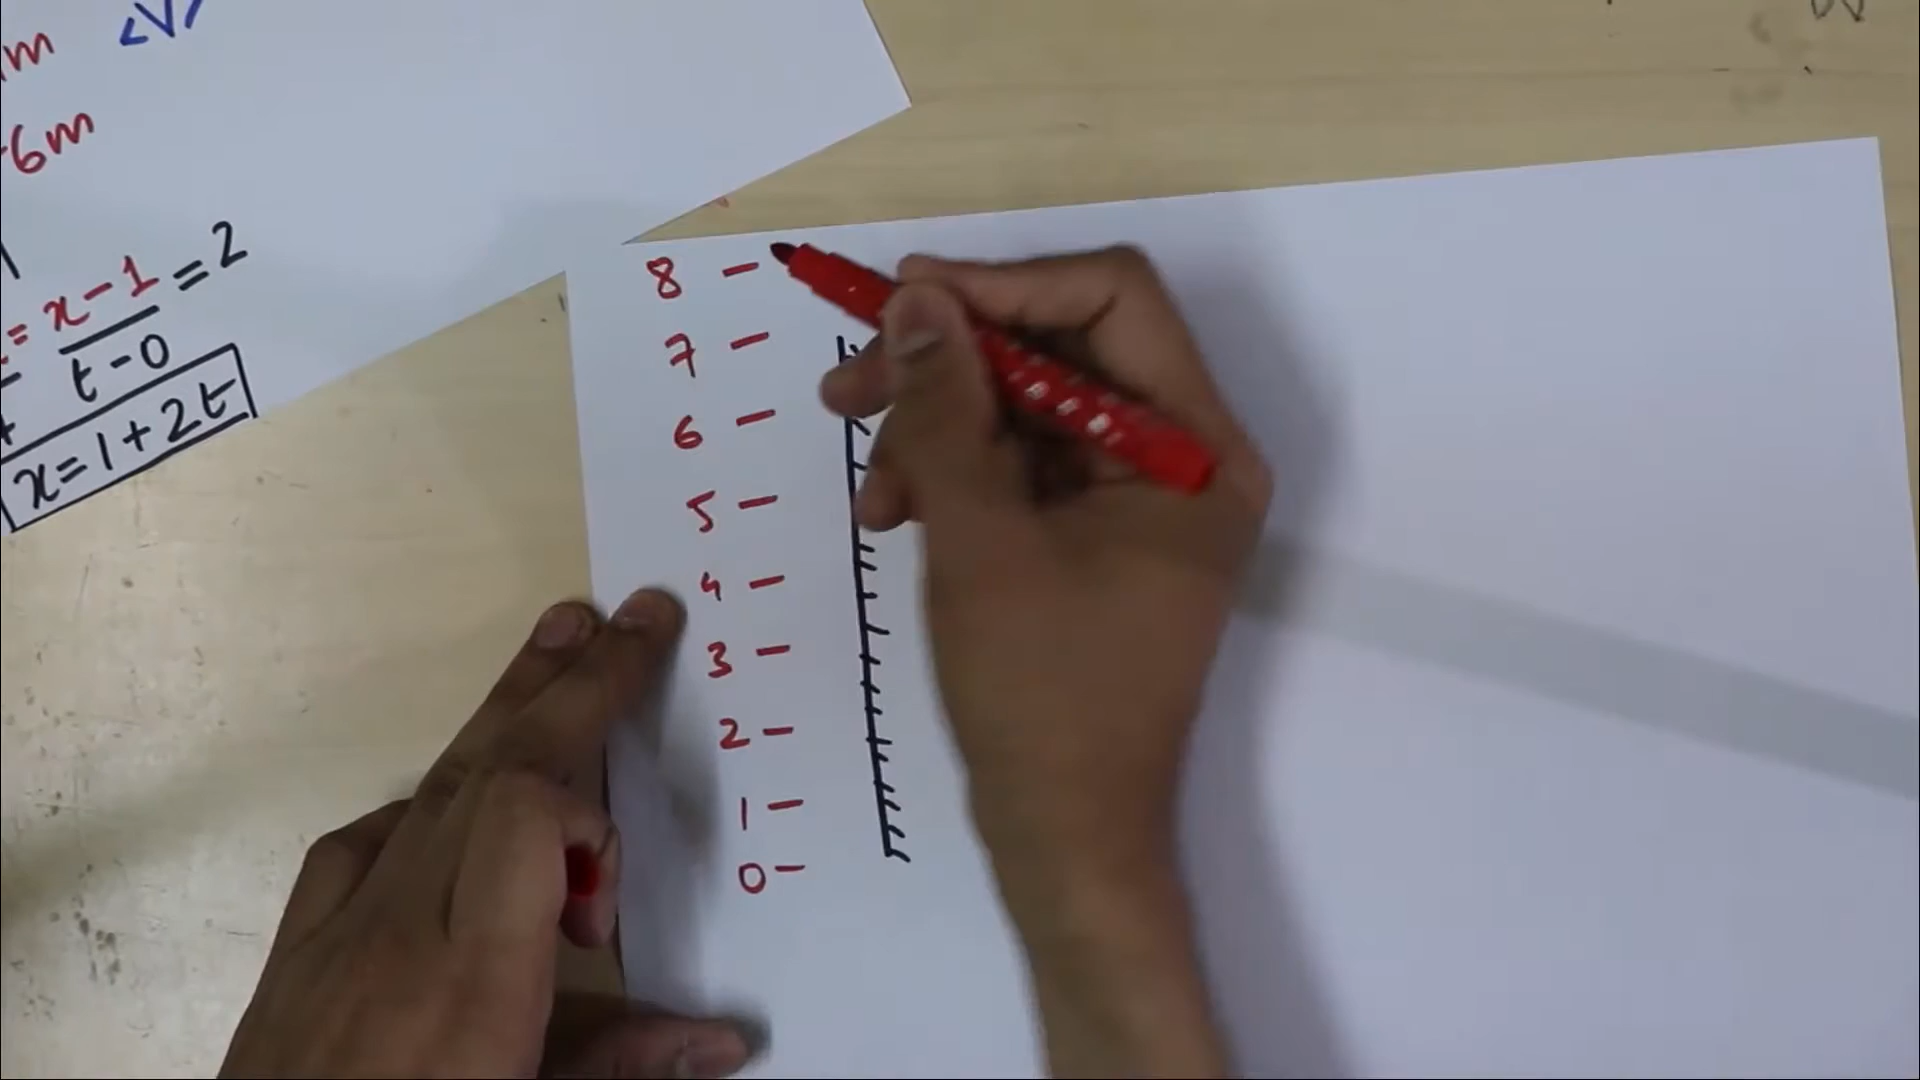 m <V>
-6m
= x-1 / t-0 = 2
x=1+2t
8 -
7 -
6 -
5 -
4 -
3 -
2 -
1 -
0 -